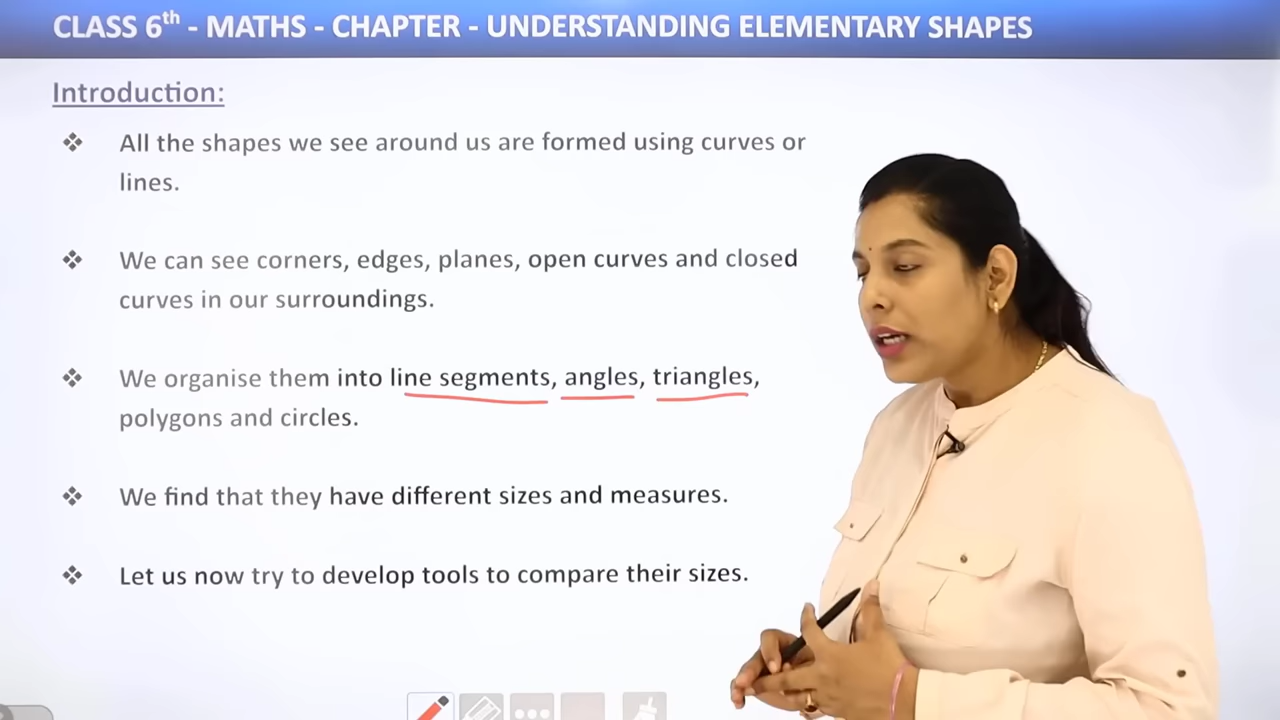 CLASS 6th - MATHS - CHAPTER - UNDERSTANDING ELEMENTARY SHAPES
Introduction:
❖ All the shapes we see around us are formed using curves or
lines.
❖ We can see corners, edges, planes, open curves and closed
curves in our surroundings.
❖ We organise them into line segments, angles, triangles,
polygons and circles.
❖ We find that they have different sizes and measures.
❖ Let us now try to develop tools to compare their sizes.